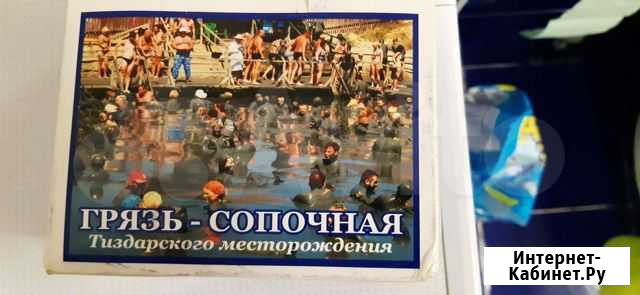 ГРЯЗЬ - СОПОЧНАЯ
Тиздарского месторождения
Интернет-
Кабинет.Ру